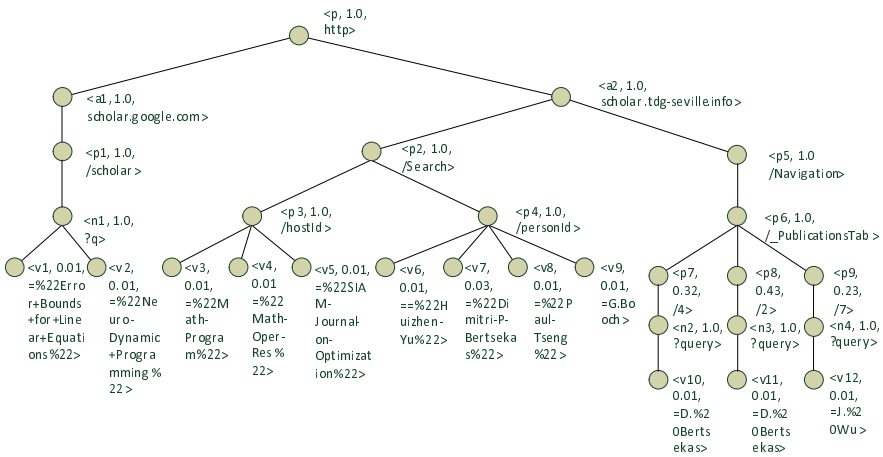 <p, 1.0,
http>
<a1, 1.0,
scholar.google.com>
<a2, 1.0,
scholar.tdg-seville.info>
<p1, 1.0,
/scholar>
<p2, 1.0,
/Search>
<p5, 1.0
/Navigation>
<n1, 1.0,
?q>
<p3, 1.0,
/hostId>
<p4, 1.0,
/personId>
<p6, 1.0,
/_PublicationsTab>
<v1, 0.01,
=%22Erro
r+Bounds
+for+Line
ar+Equati
ons%22>
<v2,
0.01,
=%22Ne
uro-
Dynamic
+Progra
mming%
22>
<v3,
0.01,
=%22M
ath-
Progra
m%22>
<v4,
0.01
=%22
Math-
Oper-
Res%
22>
<v5, 0.01,
=%22SIA
M-
Journal-
on-
Optimizat
ion%22>
<v6,
0.01,
==%22H
uizhen-
Yu%22>
<v7,
0.03,
=%22Di
mitri-P-
Bertseka
s%22>
<v8,
0.01,
=%22P
aul-
Tseng
%22>
<v9,
0.01,
=G.Bo
och>
<p7,
0.32,
/4>
<p8,
0.43,
/2>
<p9,
0.23,
/7>
<n2, 1.0,
?query>
<n3, 1.0,
?query>
<n4, 1.0,
?query>
<v10,
0.01,
=D.%2
0Berts
ekas>
<v11,
0.01,
=D.%2
0Berts
ekas>
<v12,
0.01,
=J.%2
0Wu>